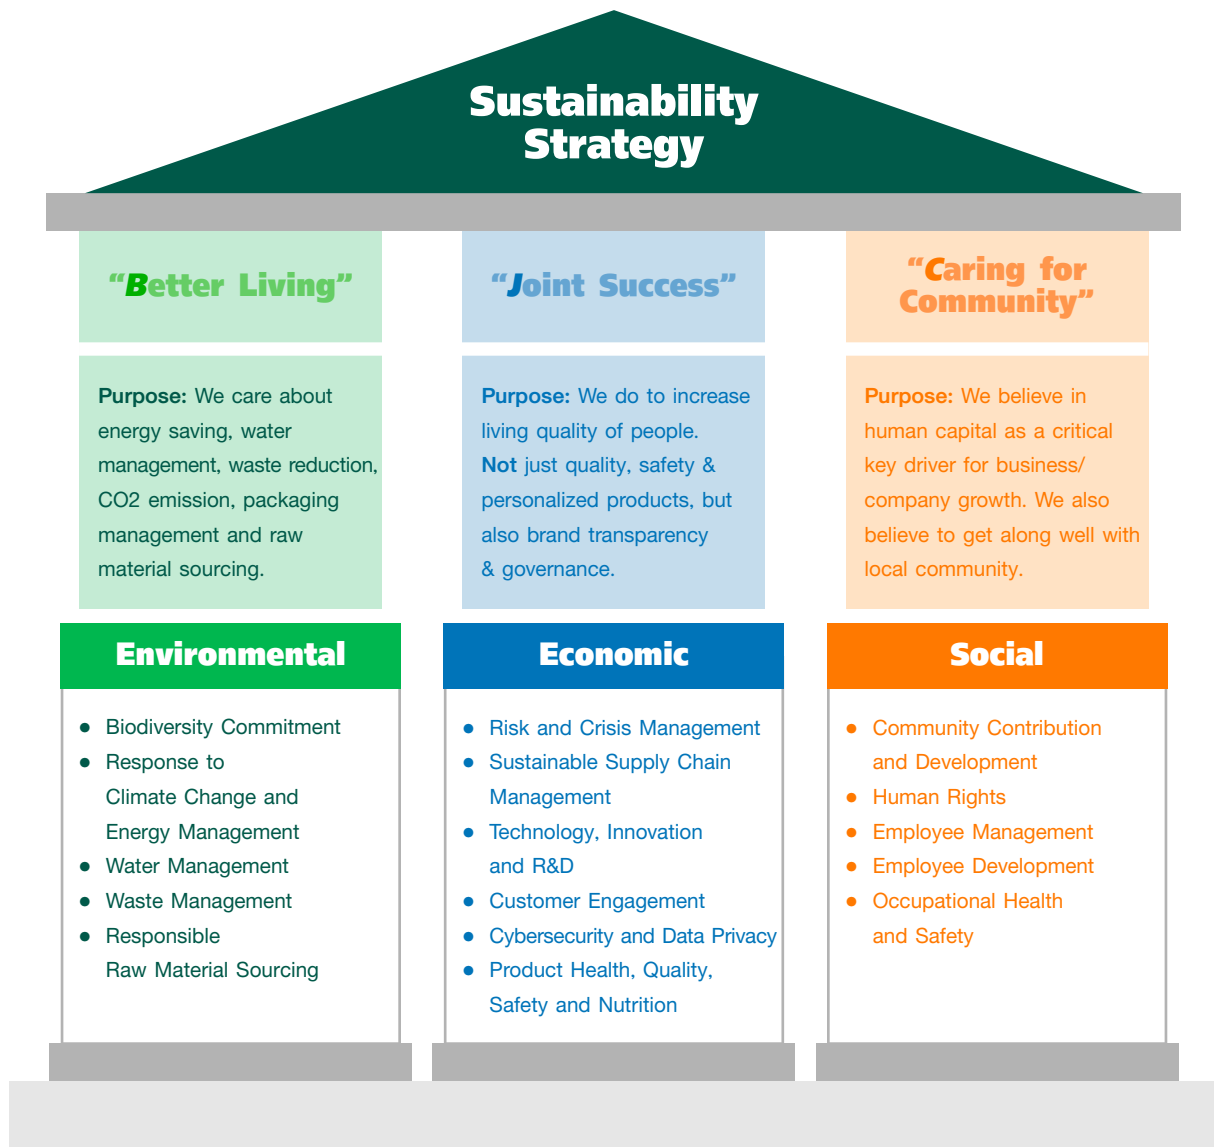 Sustainability
Strategy
“Better Living”
Purpose: We care about
energy saving, water
management, waste reduction,
CO2 emission, packaging
management and raw
material sourcing.
Environmental
● Biodiversity Commitment
● Response to
Climate Change and
Energy Management
● Water Management
● Waste Management
● Responsible
Raw Material Sourcing
“Joint Success”
Purpose: We do to increase
living quality of people.
Not just quality, safety &
personalized products, but
also brand transparency
& governance.
Economic
● Risk and Crisis Management
● Sustainable Supply Chain
Management
● Technology, Innovation
and R&D
● Customer Engagement
● Cybersecurity and Data Privacy
● Product Health, Quality,
Safety and Nutrition
“Caring for
Community”
Purpose: We believe in
human capital as a critical
key driver for business/
company growth. We also
believe to get along well with
local community.
Social
● Community Contribution
and Development
● Human Rights
● Employee Management
● Employee Development
● Occupational Health
and Safety